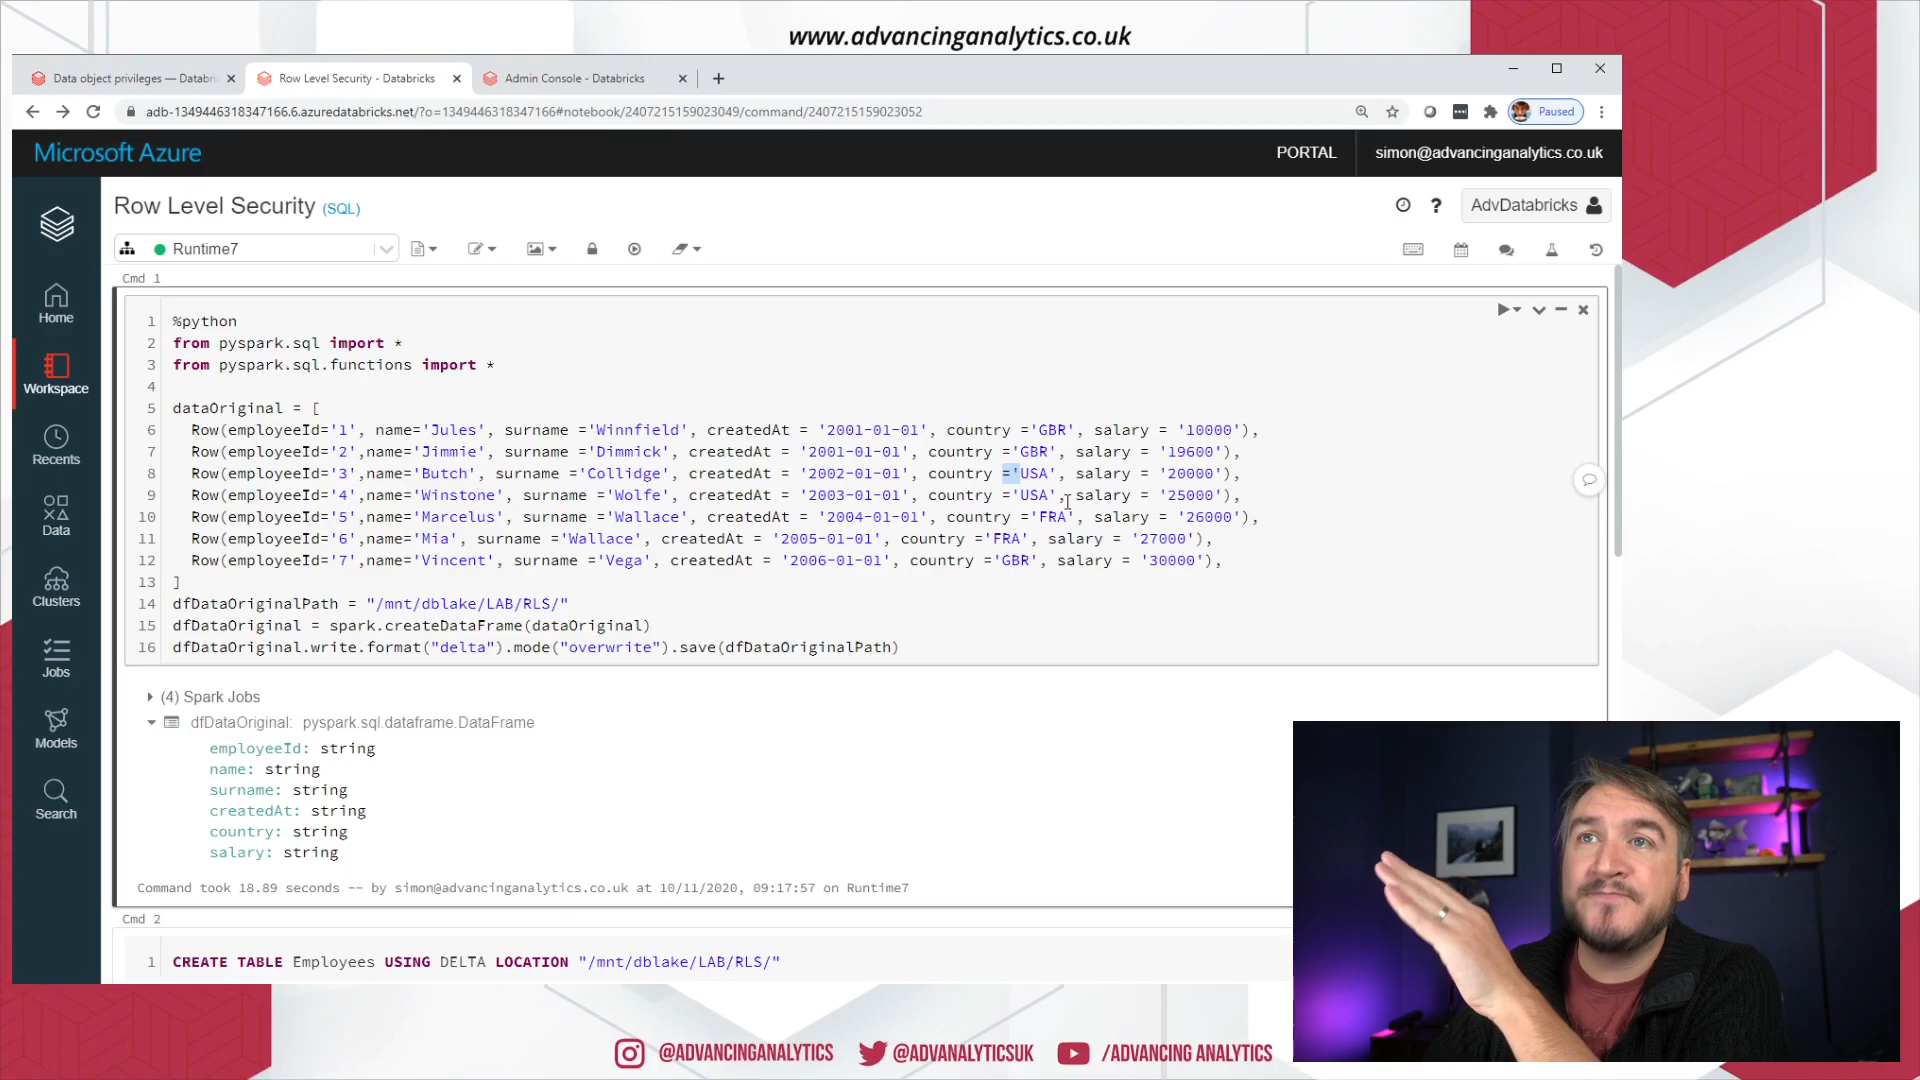 www.advancinganalytics.co.uk
Data object privileges — Databri
Row Level Security - Databricks
Admin Console - Databricks
adb-1349446318347166.6.azuredatabricks.net/?o=1349446318347166#notebook/2407215159023049/command/2407215159023052
Paused
Microsoft Azure
PORTAL
simon@advancinganalytics.co.uk
Row Level Security (SQL)
AdvDatabricks
Runtime7
Home
Workspace
Recents
Data
Clusters
Jobs
Models
Search
Cmd 1
1 %python
2 from pyspark.sql import *
3 from pyspark.sql.functions import *
4
5 dataOriginal = [
6 Row(employeeId='1', name='Jules', surname ='Winnfield', createdAt = '2001-01-01', country ='GBR', salary = '10000'),
7 Row(employeeId='2',name='Jimmie', surname ='Dimmick', createdAt = '2001-01-01', country ='GBR', salary = '19600'),
8 Row(employeeId='3',name='Butch', surname ='Collidge', createdAt = '2002-01-01', country ='USA', salary = '20000'),
9 Row(employeeId='4',name='Winstone', surname ='Wolfe', createdAt = '2003-01-01', country ='USA', salary = '25000'),
10 Row(employeeId='5',name='Marcelus', surname ='Wallace', createdAt = '2004-01-01', country ='FRA', salary = '26000'),
11 Row(employeeId='6',name='Mia', surname ='Wallace', createdAt = '2005-01-01', country ='FRA', salary = '27000'),
12 Row(employeeId='7',name='Vincent', surname ='Vega', createdAt = '2006-01-01', country ='GBR', salary = '30000'),
13 ]
14 dfDataOriginalPath = "/mnt/dblake/LAB/RLS/"
15 dfDataOriginal = spark.createDataFrame(dataOriginal)
16 dfDataOriginal.write.format("delta").mode("overwrite").save(dfDataOriginalPath)
(4) Spark Jobs
dfDataOriginal: pyspark.sql.dataframe.DataFrame
employeeId: string
name: string
surname: string
createdAt: string
country: string
salary: string
Command took 18.89 seconds -- by simon@advancinganalytics.co.uk at 10/11/2020, 09:17:57 on Runtime7
Cmd 2
1 CREATE TABLE Employees USING DELTA LOCATION "/mnt/dblake/LAB/RLS/"
@ADVANCINGANALYTICS
@ADVANALYTICSUK
/ADVANCING ANALYTICS